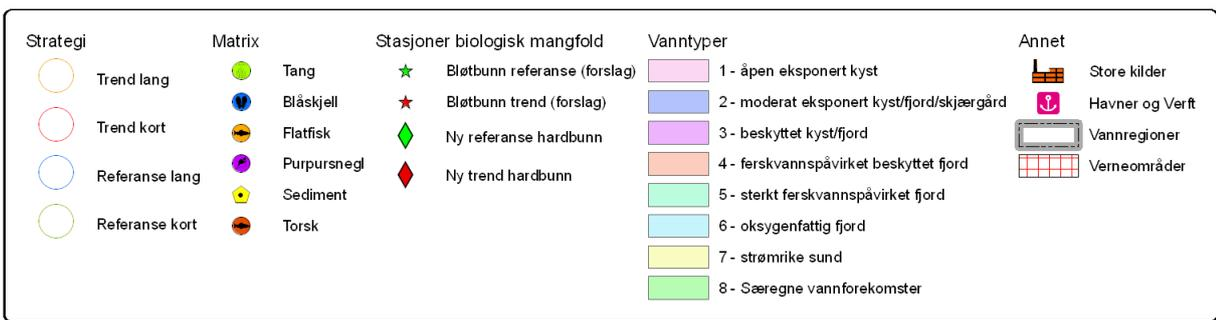 Strategi
Trend lang
Trend kort
Referanse lang
Referanse kort
Matrix
Tang
Blåskjell
Flatfisk
Purpursnegl
Sediment
Torsk
Stasjoner biologisk mangfold
Bløtbunn referanse (forslag)
Bløtbunn trend (forslag)
Ny referanse hardbunn
Ny trend hardbunn
Vanntyper
1 - åpen eksponert kyst
2 - moderat eksponert kyst/fjord/skjærgård
3 - beskyttet kyst/fjord
4 - ferskvannspåvirket beskyttet fjord
5 - sterkt ferskvannspåvirket fjord
6 - oksygenfattig fjord
7 - strømrike sund
8 - Særegne vannforekomster
Annet
Store kilder
Havner og Verft
Vannregioner
Verneområder